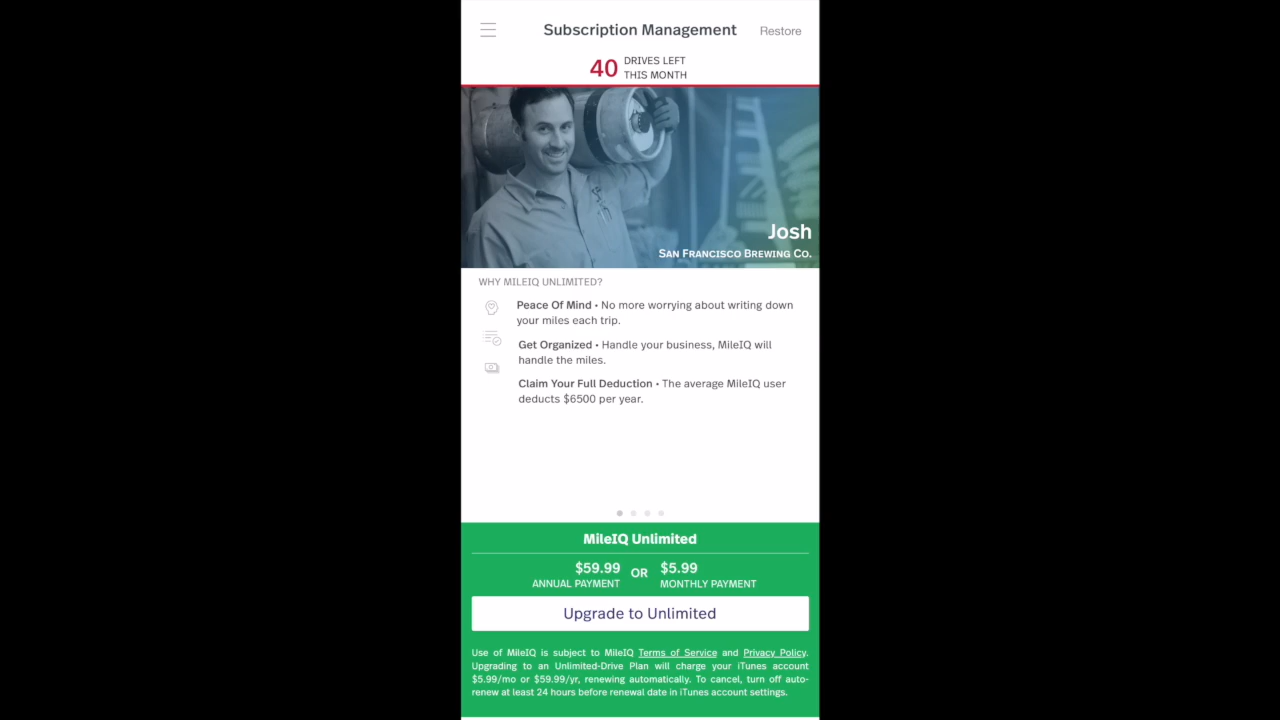 Subscription Management
Restore
40 DRIVES LEFT
THIS MONTH
Josh
SAN FRANCISCO BREWING CO.
WHY MILEIQ UNLIMITED?
Peace Of Mind • No more worrying about writing down
your miles each trip.
Get Organized • Handle your business, MileIQ will
handle the miles.
Claim Your Full Deduction • The average MileIQ user
deducts $6500 per year.
MileIQ Unlimited
$59.99 OR $5.99
ANNUAL PAYMENT MONTHLY PAYMENT
Upgrade to Unlimited
Use of MileIQ is subject to MileIQ Terms of Service and Privacy Policy.
Upgrading to an Unlimited-Drive Plan will charge your iTunes account
$5.99/mo or $59.99/yr, renewing automatically. To cancel, turn off auto-
renew at least 24 hours before renewal date in iTunes account settings.